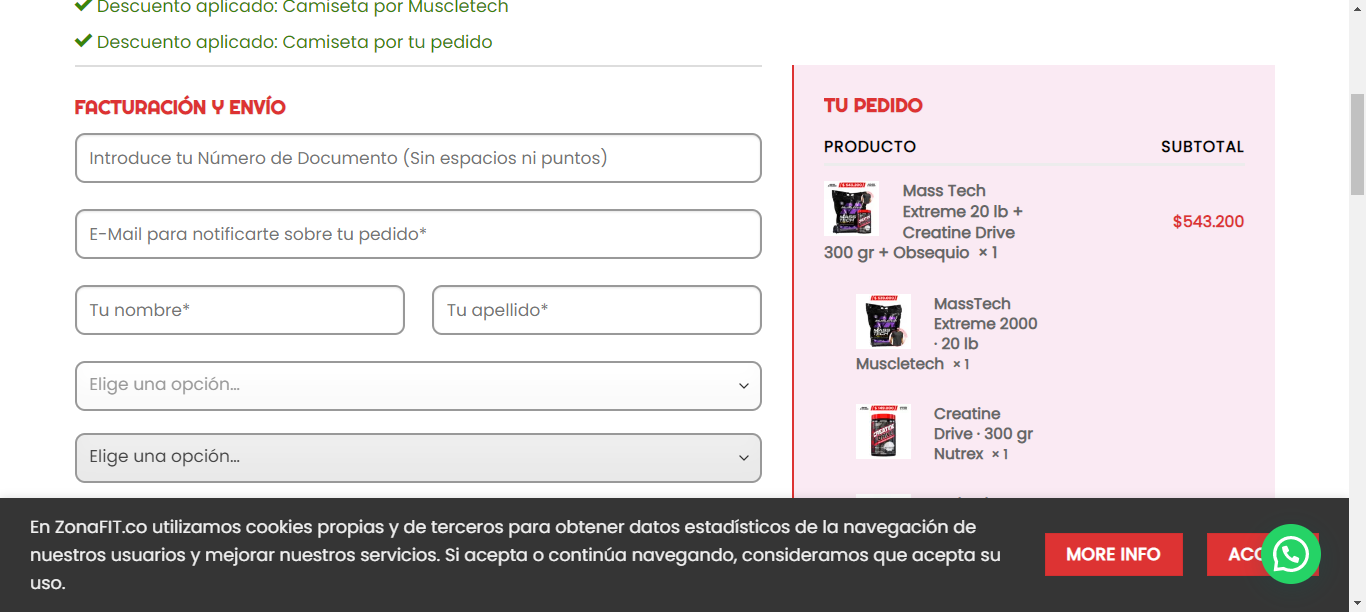 Descuento aplicado: Camiseta por Muscletech
Descuento aplicado: Camiseta por tu pedido
FACTURACIÓN Y ENVÍO
Introduce tu Número de Documento (Sin espacios ni puntos)
E-Mail para notificarte sobre tu pedido*
Tu nombre*
Tu apellido*
Elige una opción...
Elige una opción...
TU PEDIDO
PRODUCTO
SUBTOTAL
Mass Tech
Extreme 20 lb +
Creatine Drive
300 gr + Obsequio × 1
$543.200
MassTech
Extreme 2000
· 20 lb
Muscletech × 1
Creatine
Drive · 300 gr
Nutrex × 1
En ZonaFIT.co utilizamos cookies propias y de terceros para obtener datos estadísticos de la navegación de
nuestros usuarios y mejorar nuestros servicios. Si acepta o continúa navegando, consideramos que acepta su
uso.
MORE INFO